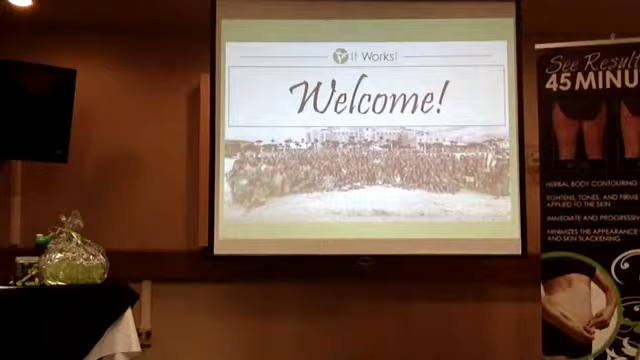 It Works!
Welcome!
See Result
45 MINU
HERBAL BODY CONTOURING
TIGHTENS, TONES, AND FIRMS
APPLIED TO THE SKIN
IMMEDIATE AND PROGRESSIVE
MINIMIZES THE APPEARANCE
AND SKIN SLACKENING